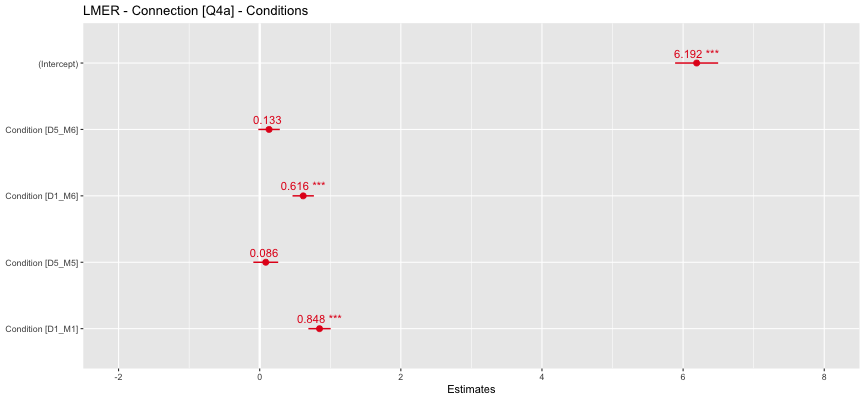 LMER - Connection [Q4a] - Conditions
(Intercept)
6.192 ***
Condition [D5_M6]
0.133
Condition [D1_M6]
0.616 ***
Condition [D5_M5]
0.086
Condition [D1_M1]
0.848 ***
-2 0 2 4 6 8
Estimates